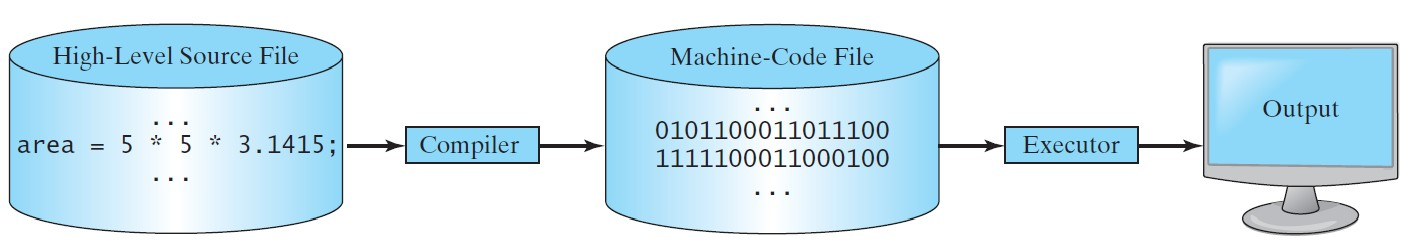 High-Level Source File
...
area = 5 * 5 * 3.1415;
...
Compiler
Machine-Code File
...
0101100011011100
1111100011000100
...
Executor
Output